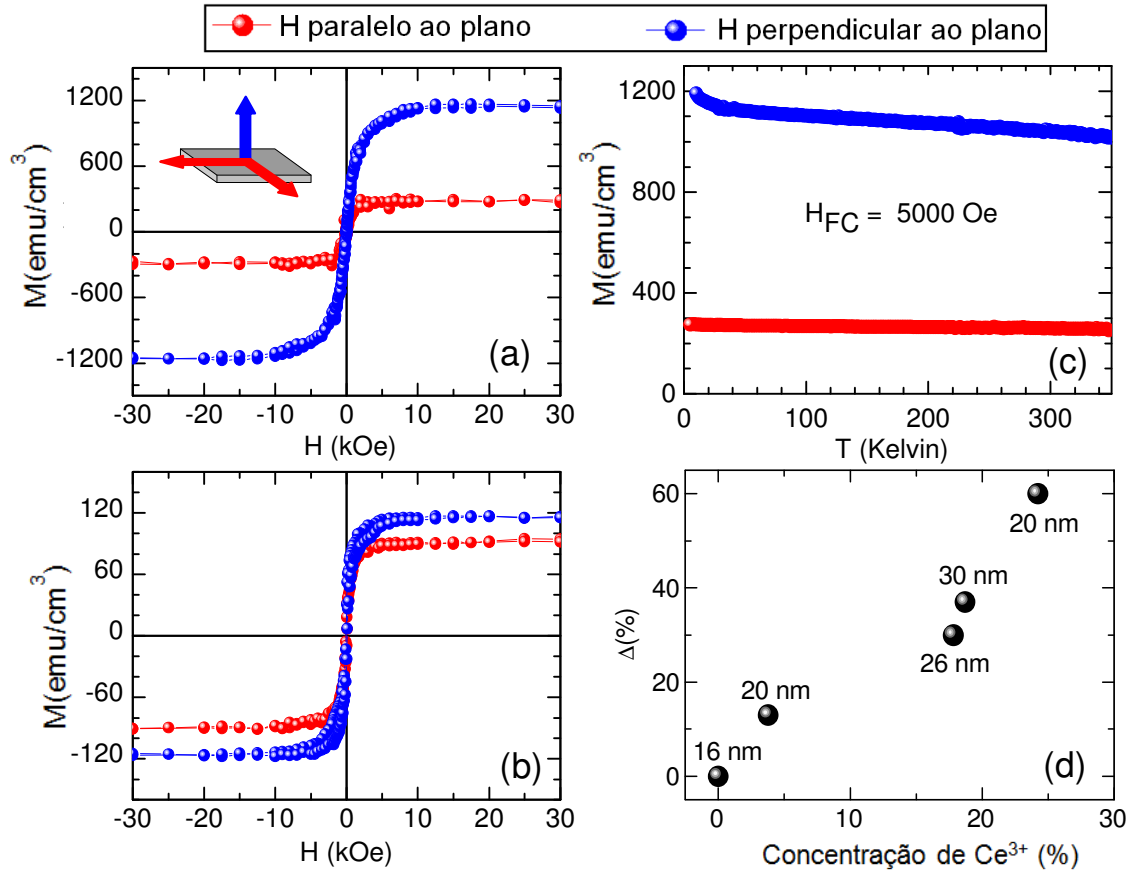 H paralelo ao plano H perpendicular ao plano
1200
600
0
-600
-1200
M(emu/cm³)
(a)
-30 -20 -10 0 10 20 30
H (kOe)
1200
800
400
0
M(emu/cm³)
H_FC = 5000 Oe
(c)
0 100 200 300
T (Kelvin)
120
60
0
-60
-120
M(emu/cm³)
(b)
-30 -20 -10 0 10 20 30
H (kOe)
60
40
20
0
Δ(%)
20 nm
30 nm
26 nm
20 nm
16 nm
(d)
0 10 20 30
Concentração de Ce³⁺ (%)